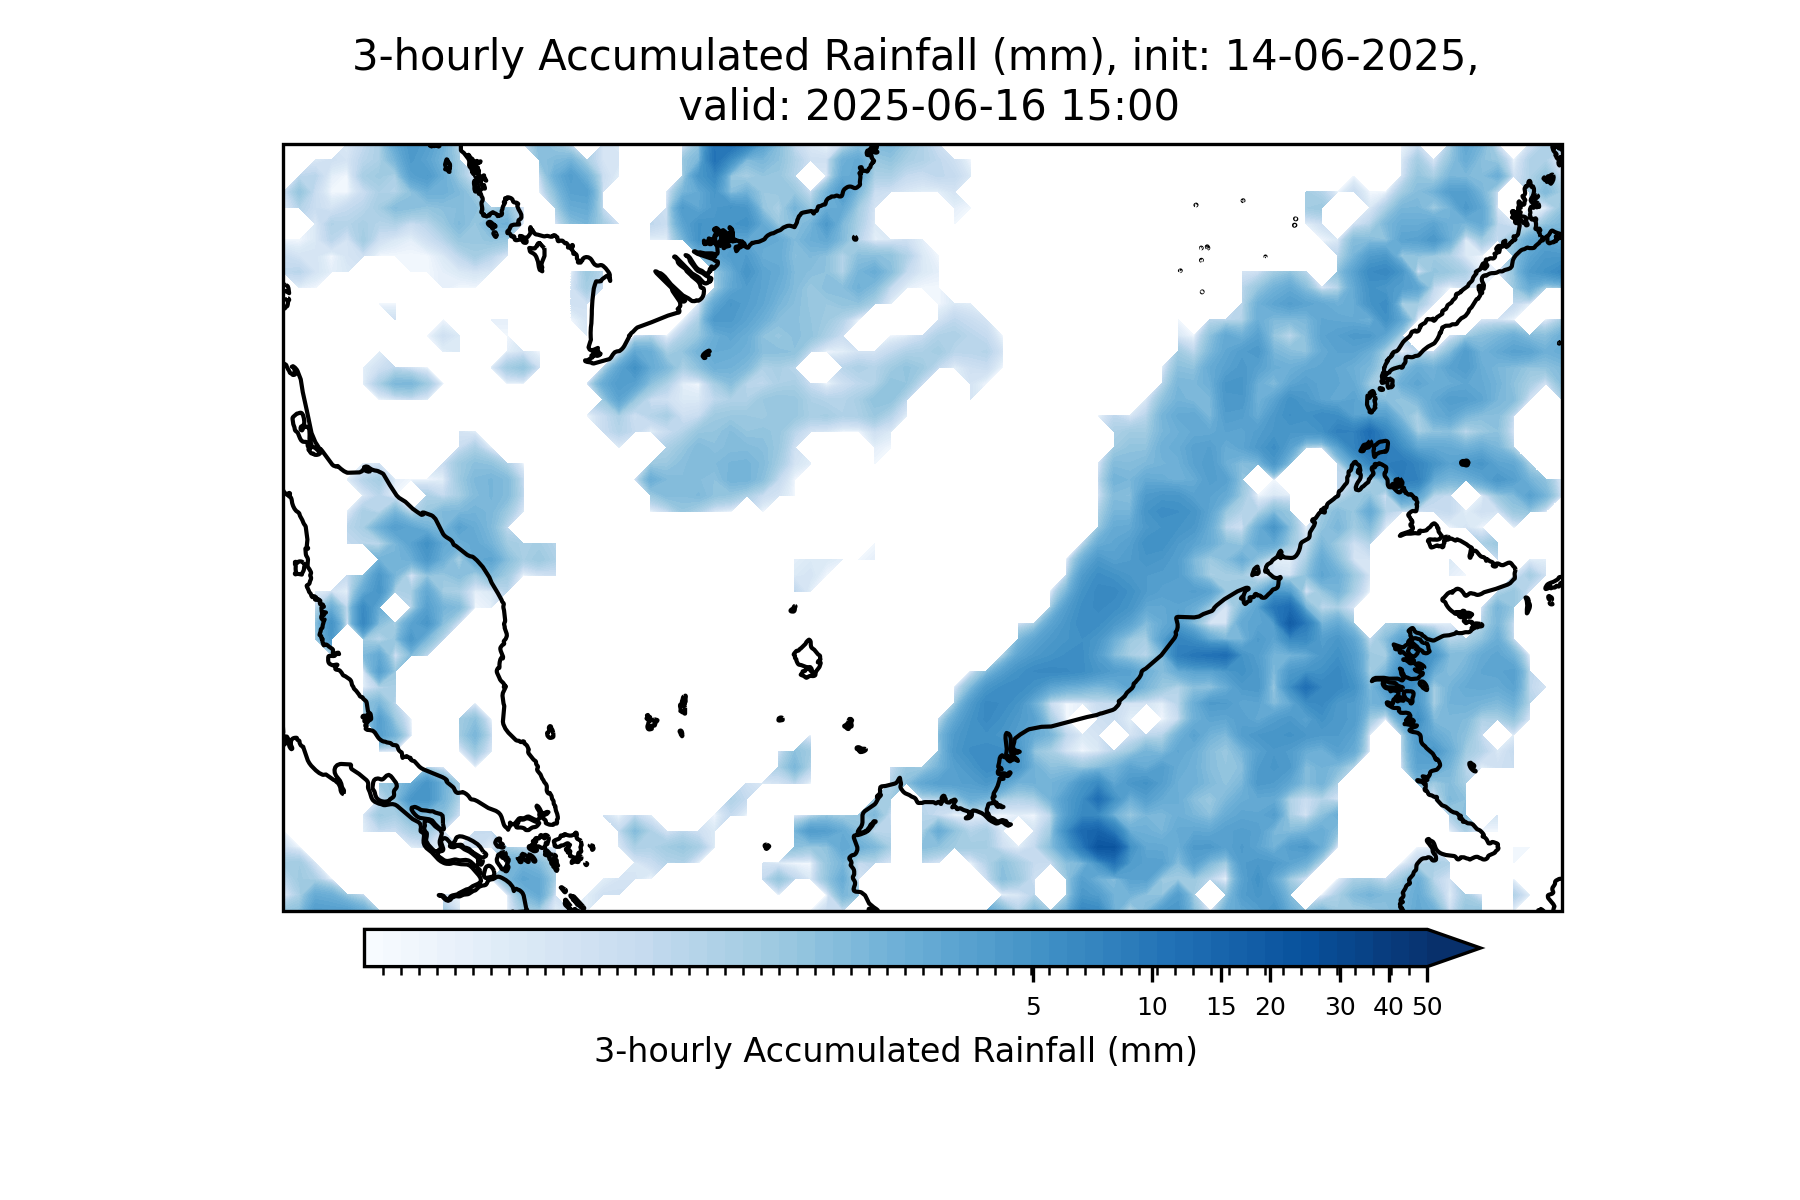 3-hourly Accumulated Rainfall (mm), init: 14-06-2025,
valid: 2025-06-16 15:00
5 10 15 20 30 40 50
3-hourly Accumulated Rainfall (mm)